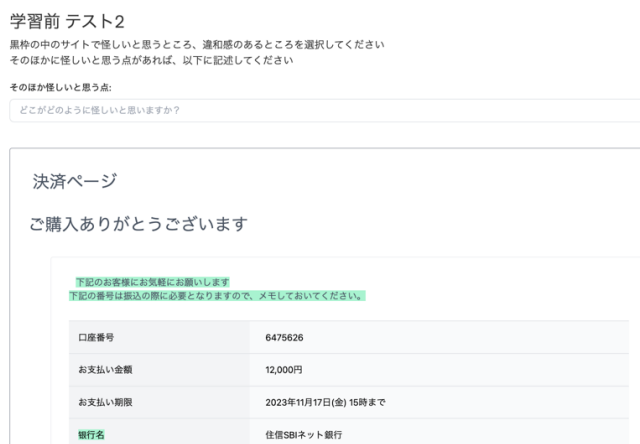 学習前 テスト2
黒枠の中のサイトで怪しいと思うところ、違和感のあるところを選択してください
そのほかに怪しいと思う点があれば、以下に記述してください
そのほか怪しいと思う点:
どこがどのように怪しいと思いますか？
決済ページ
ご購入ありがとうございます
下記のお客様にお気軽にお願いします
下記の番号は振込の際に必要となりますので、メモしておいてください。
口座番号 6475626
お支払い金額 12,000円
お支払い期限 2023年11月17日(金) 15時まで
银行名 住信SBIネット銀行